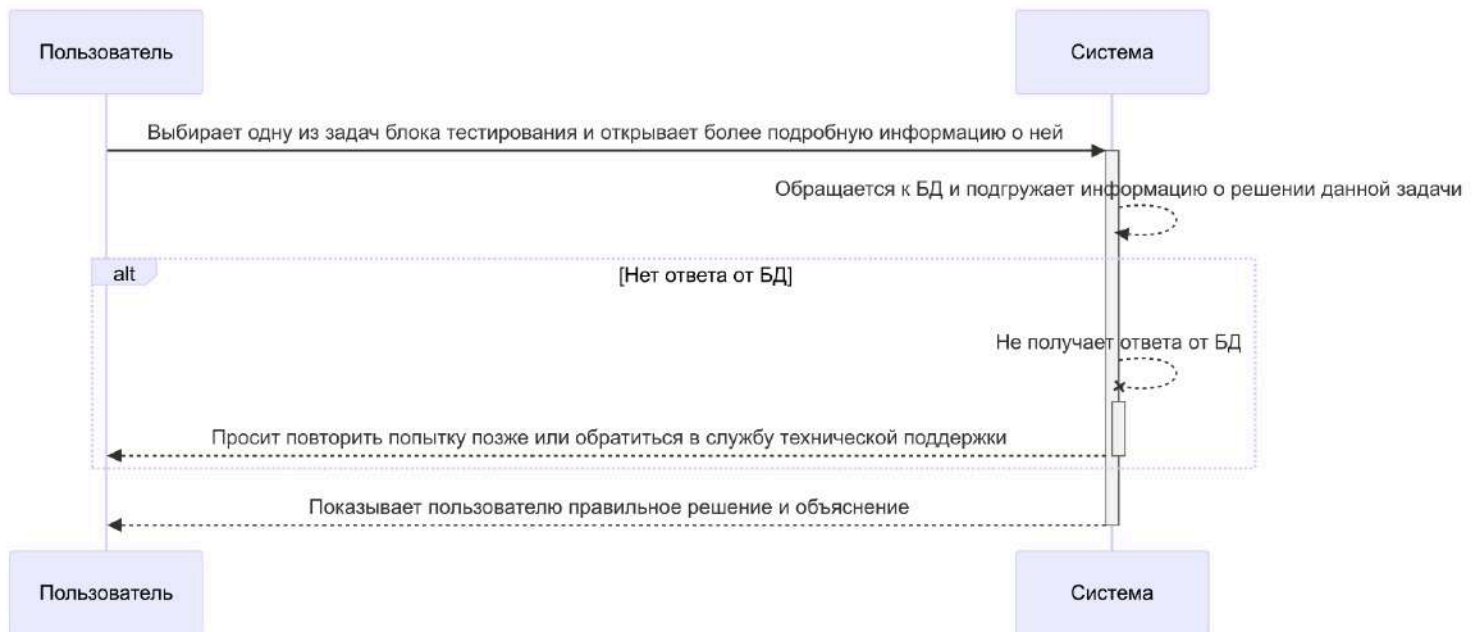 Пользователь
Система
Выбирает одну из задач блока тестирования и открывает более подробную информацию о ней
Обращается к БД и подгружает информацию о решении данной задачи
alt
[Нет ответа от БД]
Не получает ответа от БД
Просит повторить попытку позже или обратиться в службу технической поддержки
Показывает пользователю правильное решение и объяснение
Пользователь
Система